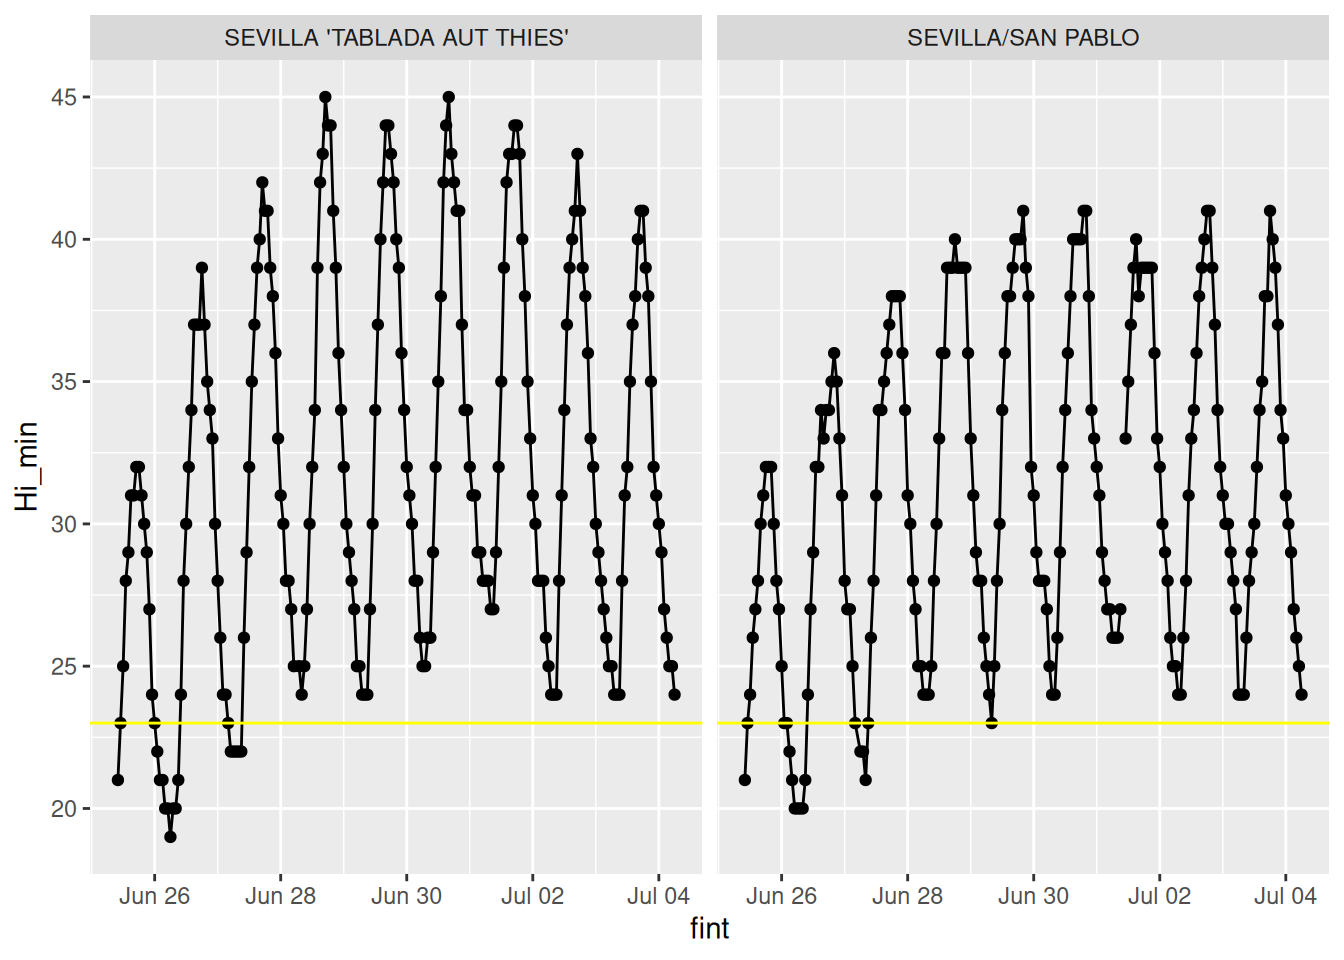 SEVILLA 'TABLADA AUT THIES'
SEVILLA/SAN PABLO
Hi_min
45
40
35
30
25
20
Jun 26
Jun 28
Jun 30
Jul 02
Jul 04
Jun 26
Jun 28
Jun 30
Jul 02
Jul 04
fint